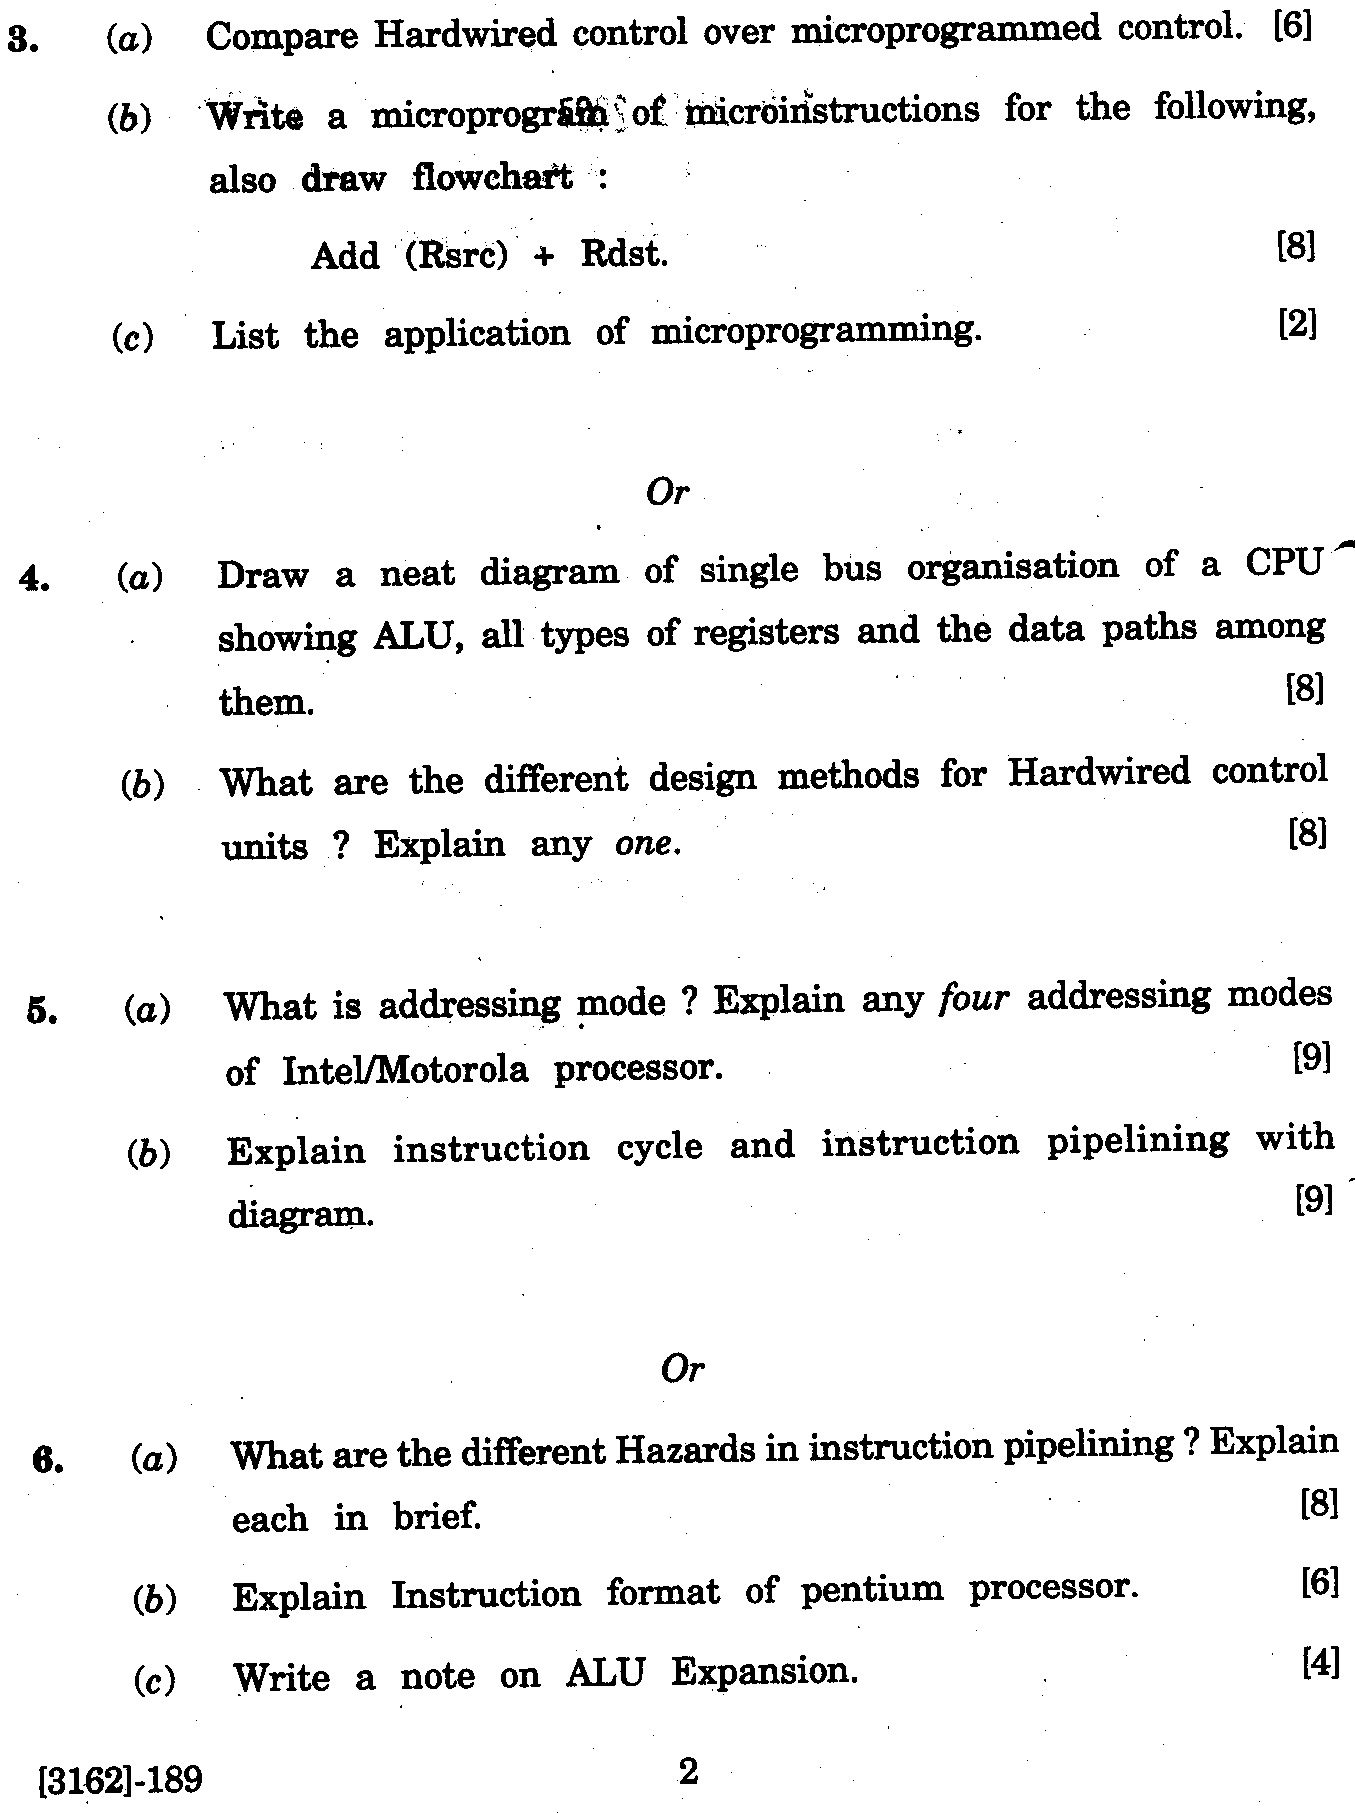 3. (a) Compare Hardwired control over microprogrammed control. [6]
(b) Write a microprogram of microinstructions for the following,
also draw flowchart :
Add (Rsrc) + Rdst. [8]
(c) List the application of microprogramming. [2]
Or
4. (a) Draw a neat diagram of single bus organisation of a CPU
showing ALU, all types of registers and the data paths among
them. [8]
(b) What are the different design methods for Hardwired control
units ? Explain any one. [8]
5. (a) What is addressing mode ? Explain any four addressing modes
of Intel/Motorola processor. [9]
(b) Explain instruction cycle and instruction pipelining with
diagram. [9]
Or
6. (a) What are the different Hazards in instruction pipelining ? Explain
each in brief. [8]
(b) Explain Instruction format of pentium processor. [6]
(c) Write a note on ALU Expansion. [4]
[3162]-189 2